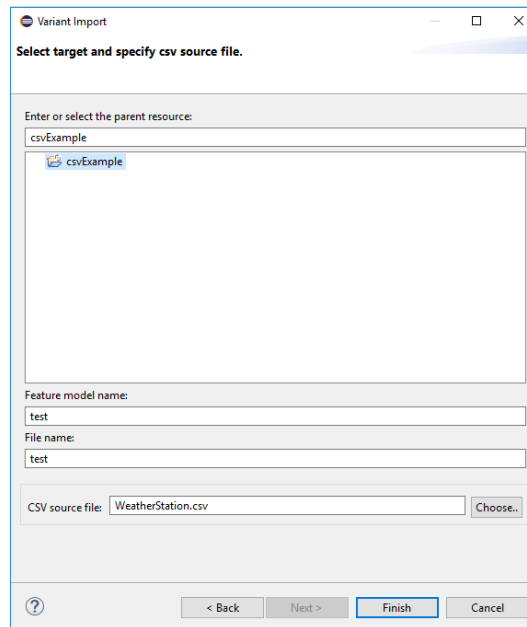 Variant Import
Select target and specify csv source file.
Enter or select the parent resource:
csvExample
csvExample
Feature model name:
test
File name:
test
CSV source file: WeatherStation.csv Choose..
? < Back Next > Finish Cancel